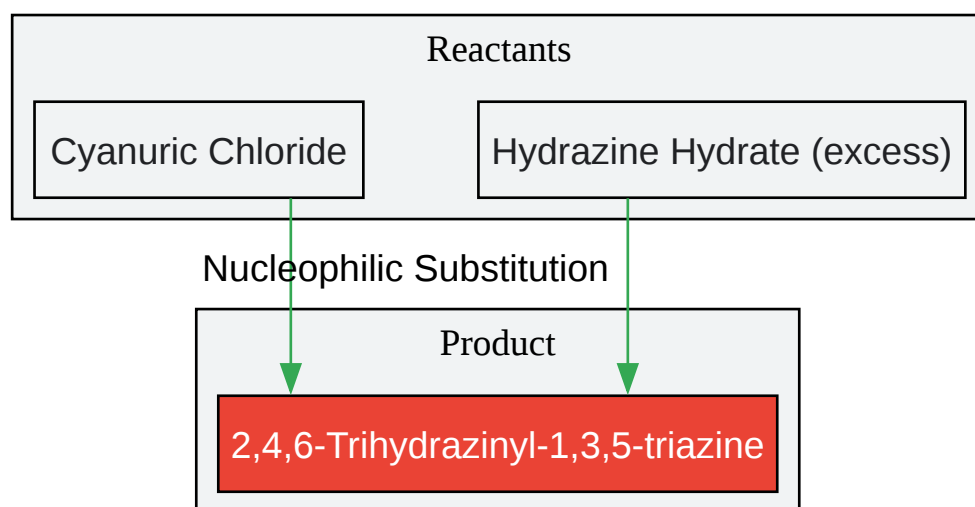 Reactants
Cyanuric Chloride
Hydrazine Hydrate (excess)
Nucleophilic Substitution
Product
2,4,6-Trihydrazinyl-1,3,5-triazine